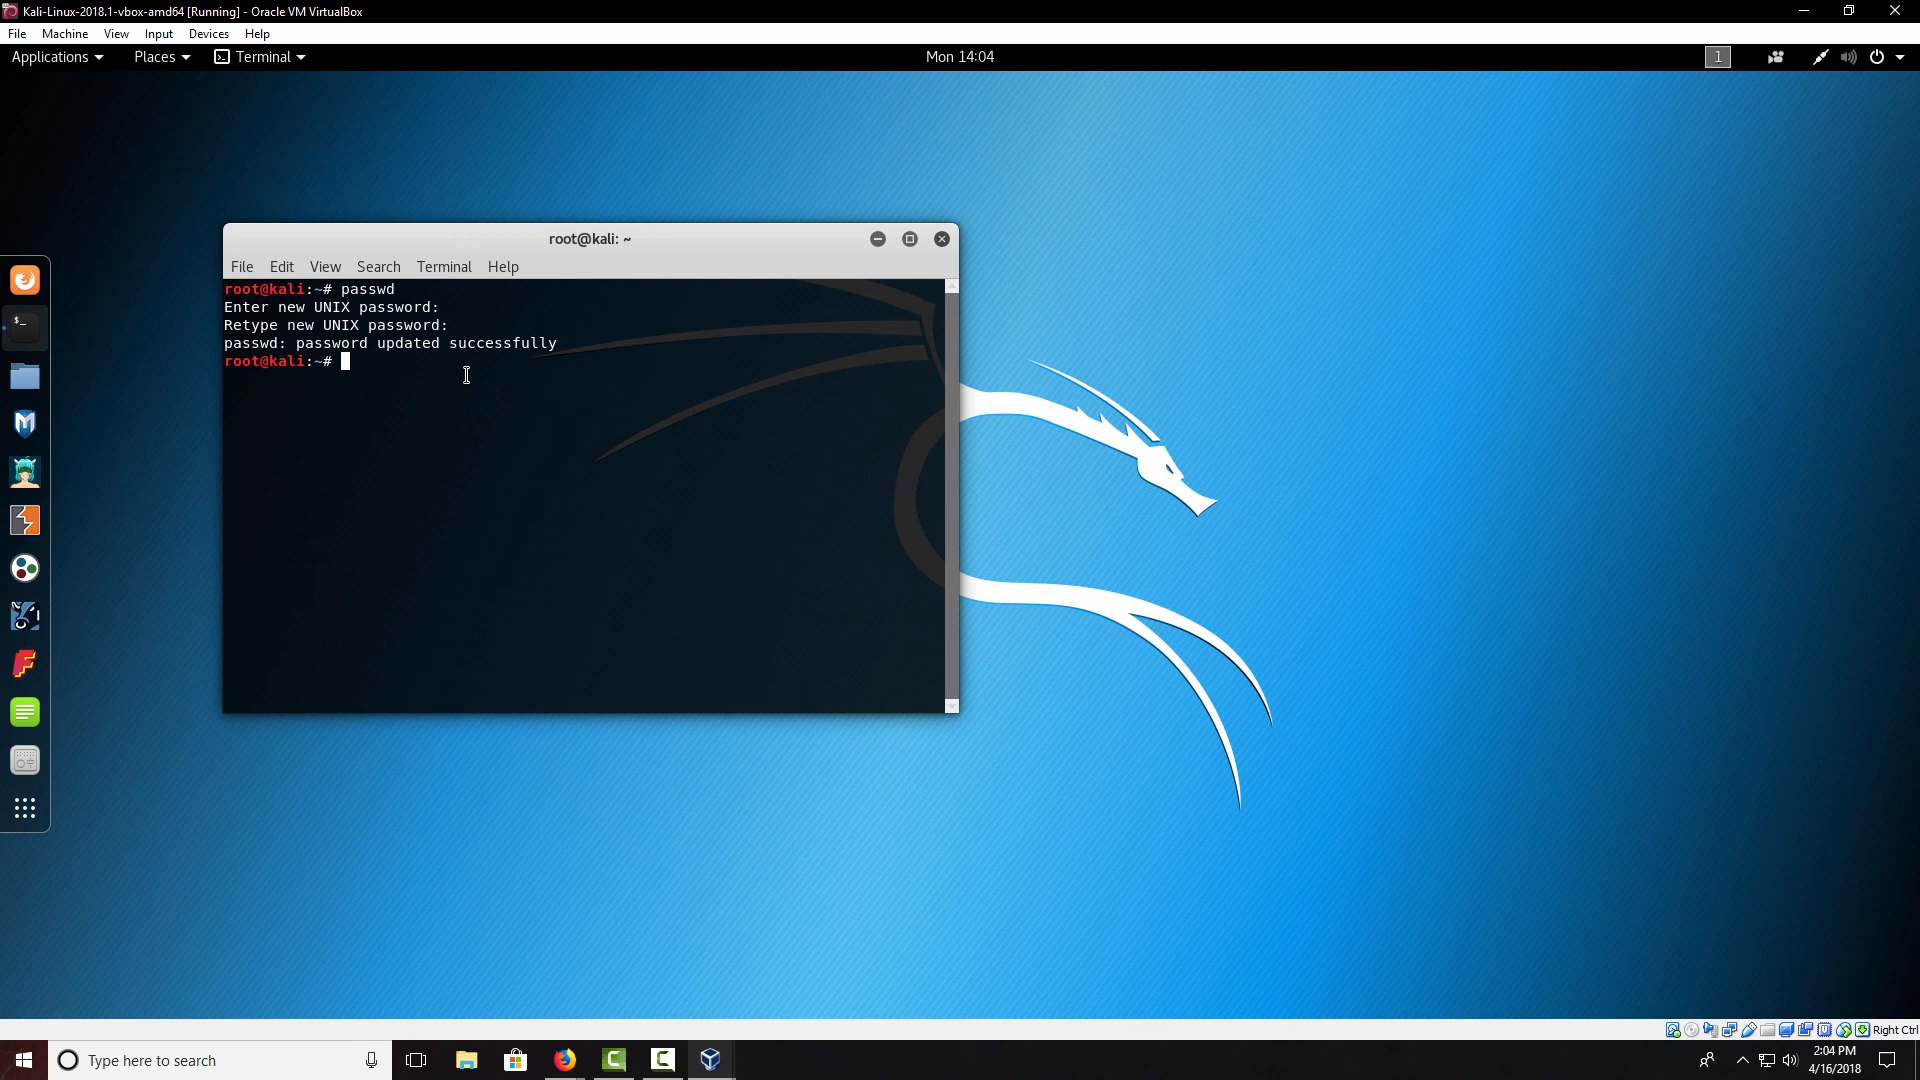 Kali-Linux-2018.1-vbox-amd64 [Running] - Oracle VM VirtualBox
File Machine View Input Devices Help
Applications Places Terminal Mon 14:04 1
root@kali: ~
File Edit View Search Terminal Help
root@kali:~# passwd
Enter new UNIX password:
Retype new UNIX password:
passwd: password updated successfully
root@kali:~#
Right Ctrl
Type here to search
2:04 PM
4/16/2018